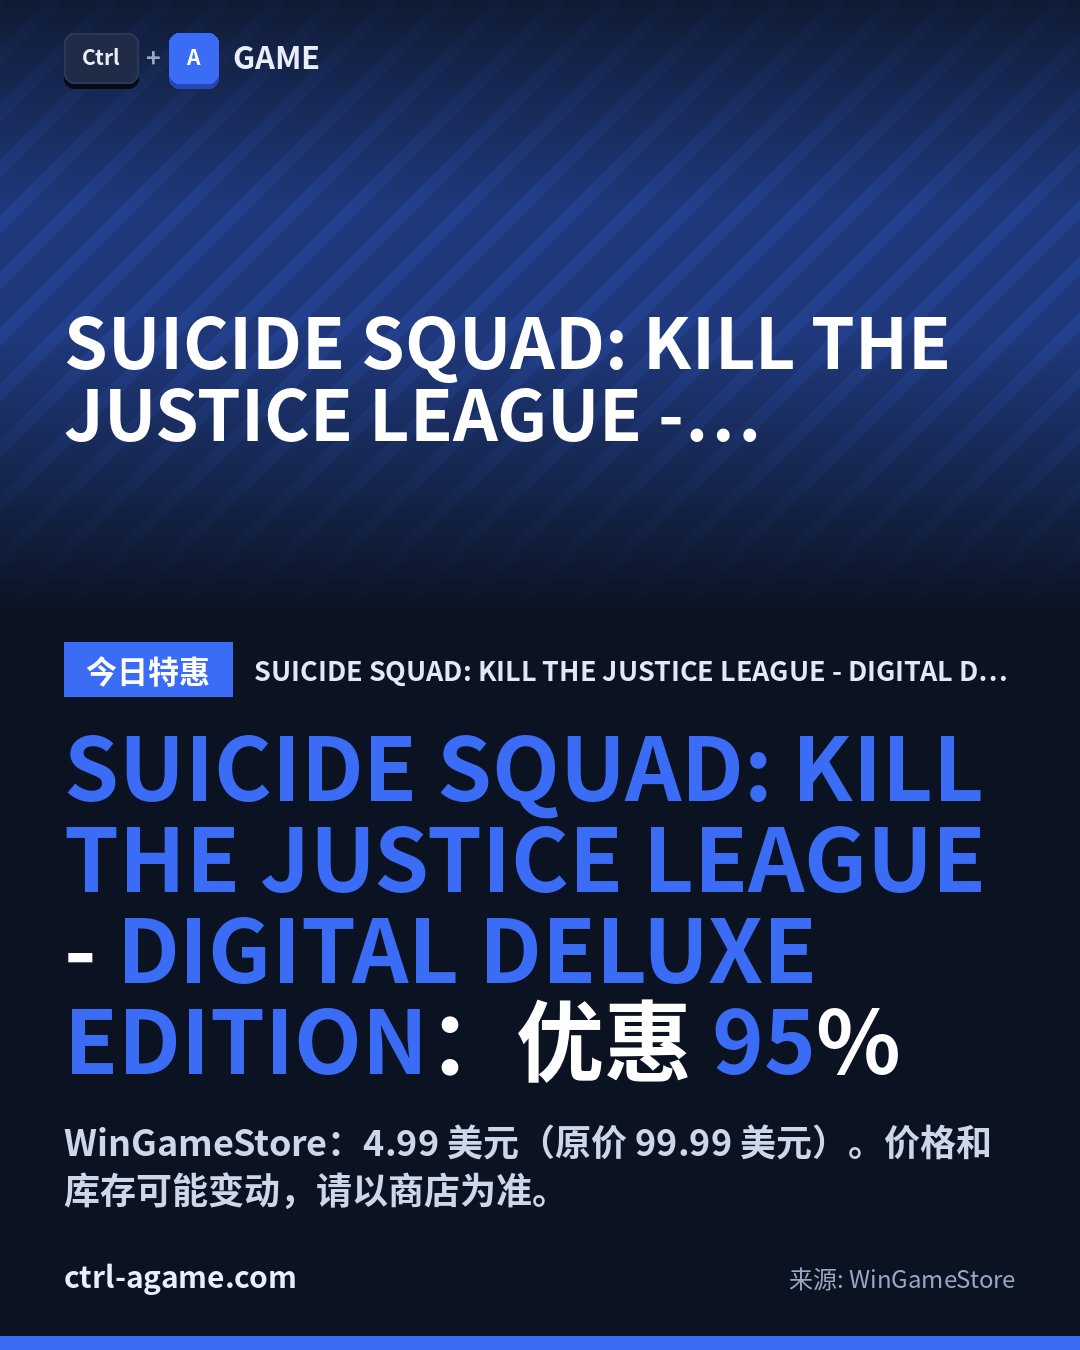 Ctrl + A GAME
SUICIDE SQUAD: KILL THE
JUSTICE LEAGUE -...
今日特惠 SUICIDE SQUAD: KILL THE JUSTICE LEAGUE - DIGITAL D...
SUICIDE SQUAD: KILL
THE JUSTICE LEAGUE
- DIGITAL DELUXE
EDITION：优惠 95%
WinGameStore：4.99 美元（原价 99.99 美元）。价格和
库存可能变动，请以商店为准。
ctrl-agame.com 来源: WinGameStore